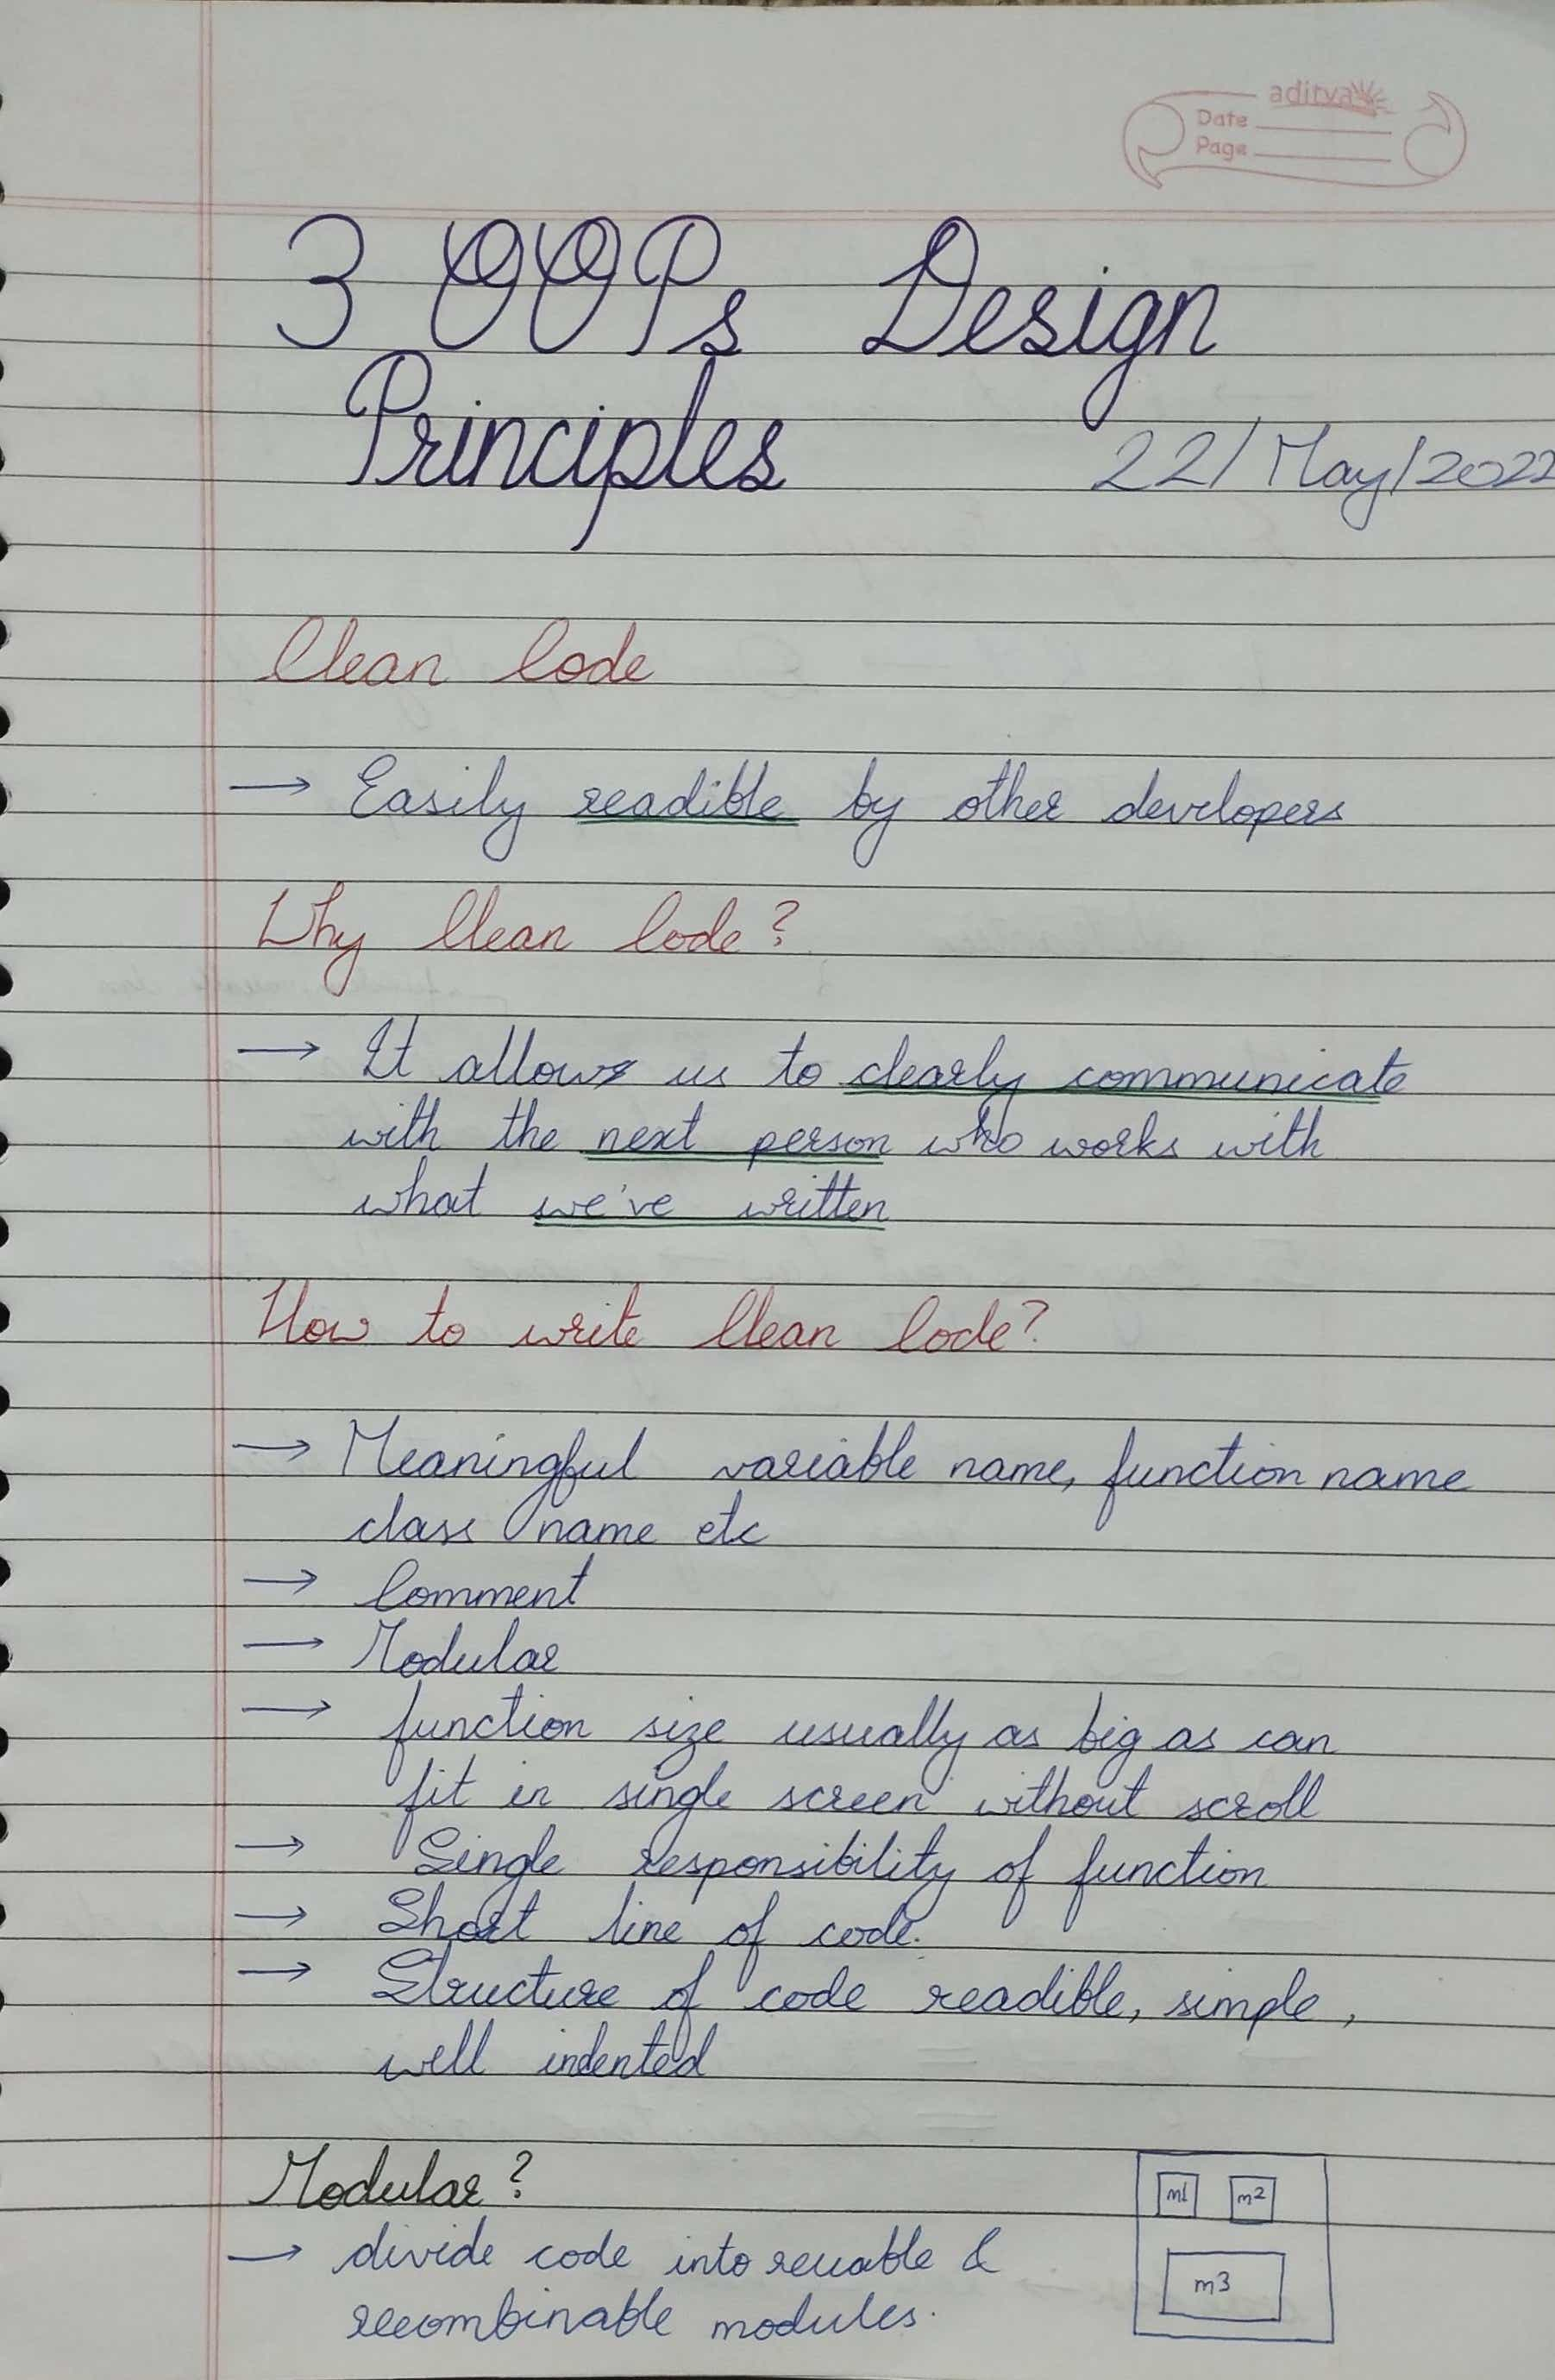 aditya
Date
Page
3 OOPs Design
Principles
22/May/2022
Clean Code
→ Easily readible by other developers
Why Clean Code?
→ It allows us to clearly communicate
with the next person who works with
what we've written
How to write Clean Code?
→ Meaningful variable name, function name
class name etc
→ Comment
→ Modular
→ function size usually as big as can
fit in single screen without scroll
→ Single responsibility of function
→ Short line of code.
→ Structure of code readible, simple,
well indented
Modular?
m1 m2
→ divide code into reuable &
m3
recombinable modules.